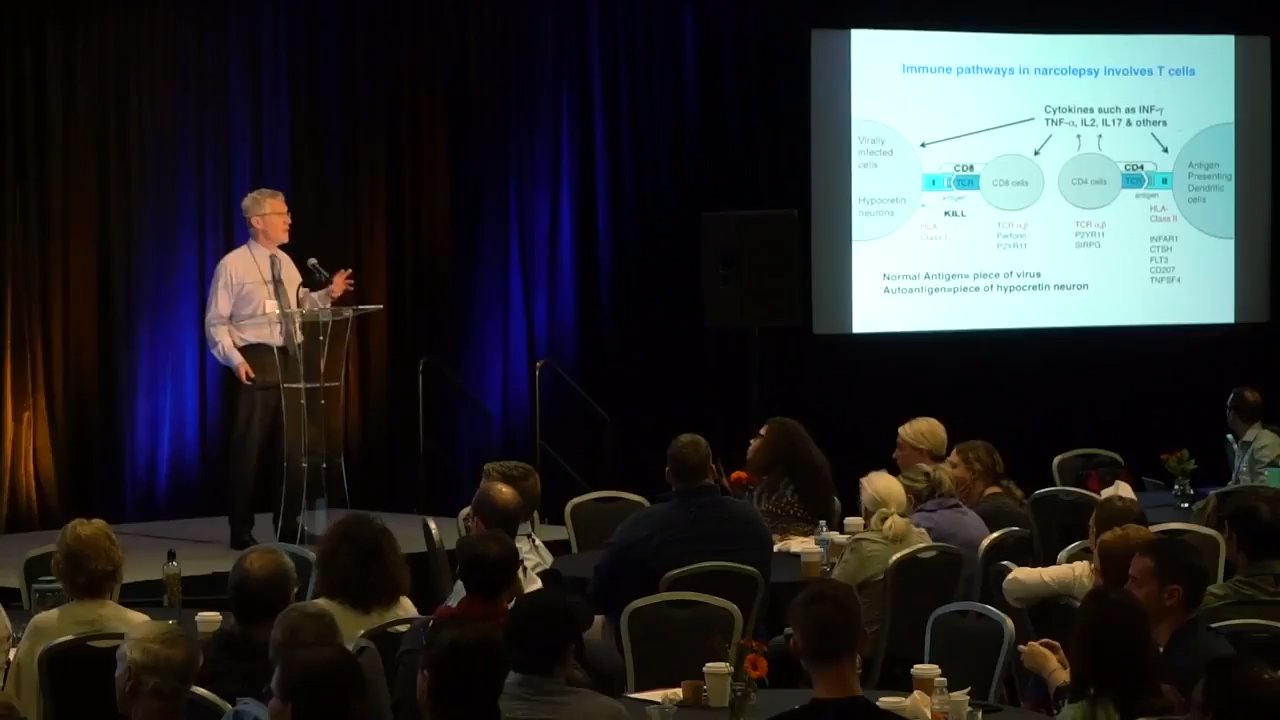 Immune pathways in narcolepsy involves T cells
Cytokines such as INF-γ
TNF-α, IL2, IL17 & others
Virally
infected
cells
Hypocretin
neurons
CD8
I
TCR
antigen
KILL
HLA
Class I
CD8 cells
TCR αβ
Perforin
P2YR11
CD4 cells
TCR αβ
P2YR11
SIRPG
CD4
TCR
II
antigen
HLA-
Class II
INFAR1
CTSH
FLT3
CD207
TNFSF4
Antigen
Presenting
Dendritic
cells
Normal Antigen= piece of virus
Autoantigen=piece of hypocretin neuron